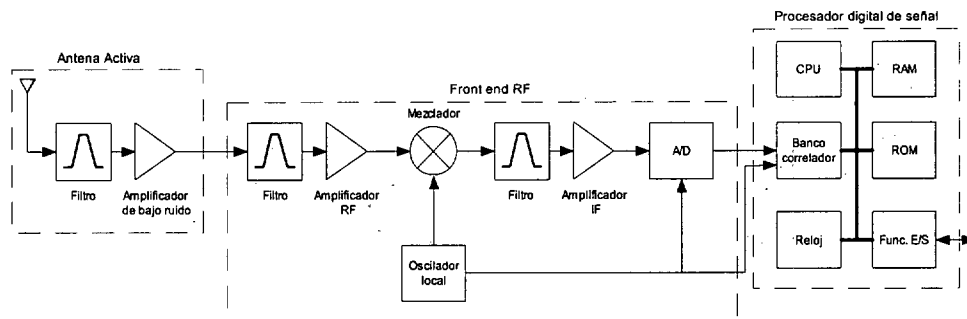 Procesador digital de señal
Antena Activa
Front end RF
CPU
RAM
Mezclador
Banco
correlador
ROM
A/D
Filtro
Amplificador
de bajo ruido
Filtro
Amplificador
RF
Filtro
Amplificador
IF
Reloj
Func. E/S
Oscilador
local